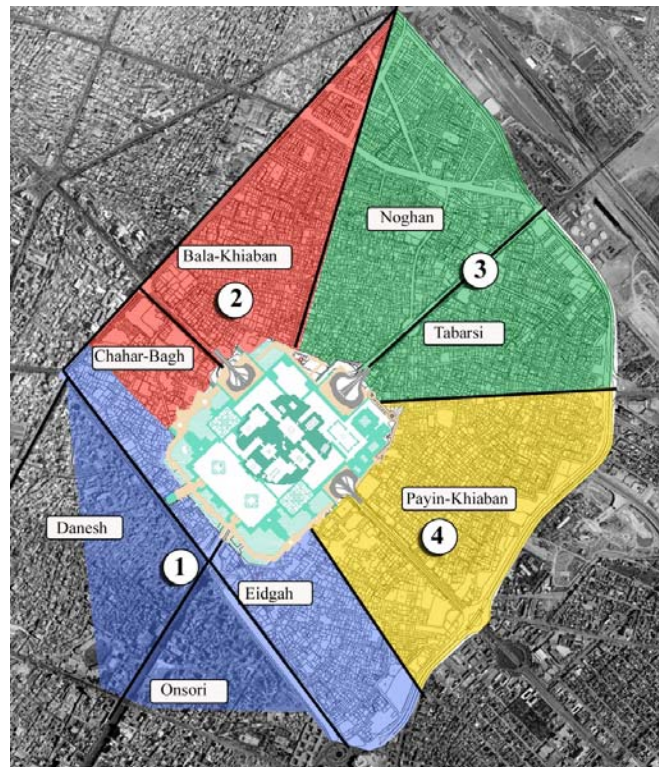 Noghan
Bala-Khiaban
3
2
Tabarsi
Chahar-Bagh
Payin-Khiaban
Danesh
4
1
Eidgah
Onsori